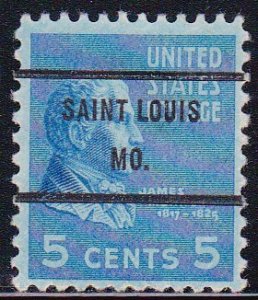 UNITED
STATES
SAINT LOUIS
MO.
JAMES
1817-1825
5 CENTS 5